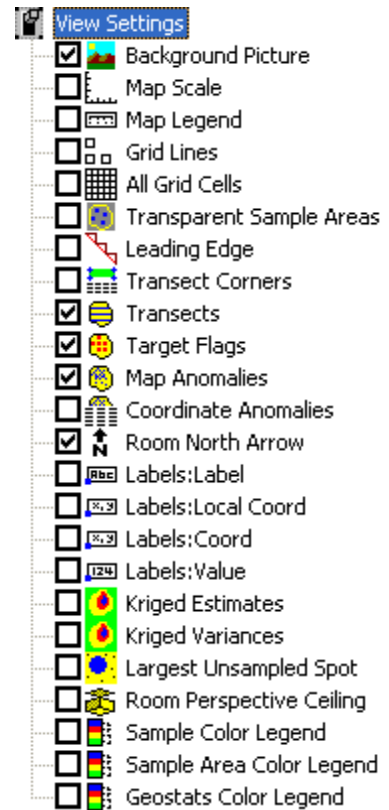 View Settings
Background Picture
Map Scale
Map Legend
Grid Lines
All Grid Cells
Transparent Sample Areas
Leading Edge
Transect Corners
Transects
Target Flags
Map Anomalies
Coordinate Anomalies
N Room North Arrow
Abc Labels:Label
X,Y Labels:Local Coord
X,Y Labels:Coord
124 Labels:Value
Kriged Estimates
Kriged Variances
Largest Unsampled Spot
Room Perspective Ceiling
Sample Color Legend
Sample Area Color Legend
Geostats Color Legend